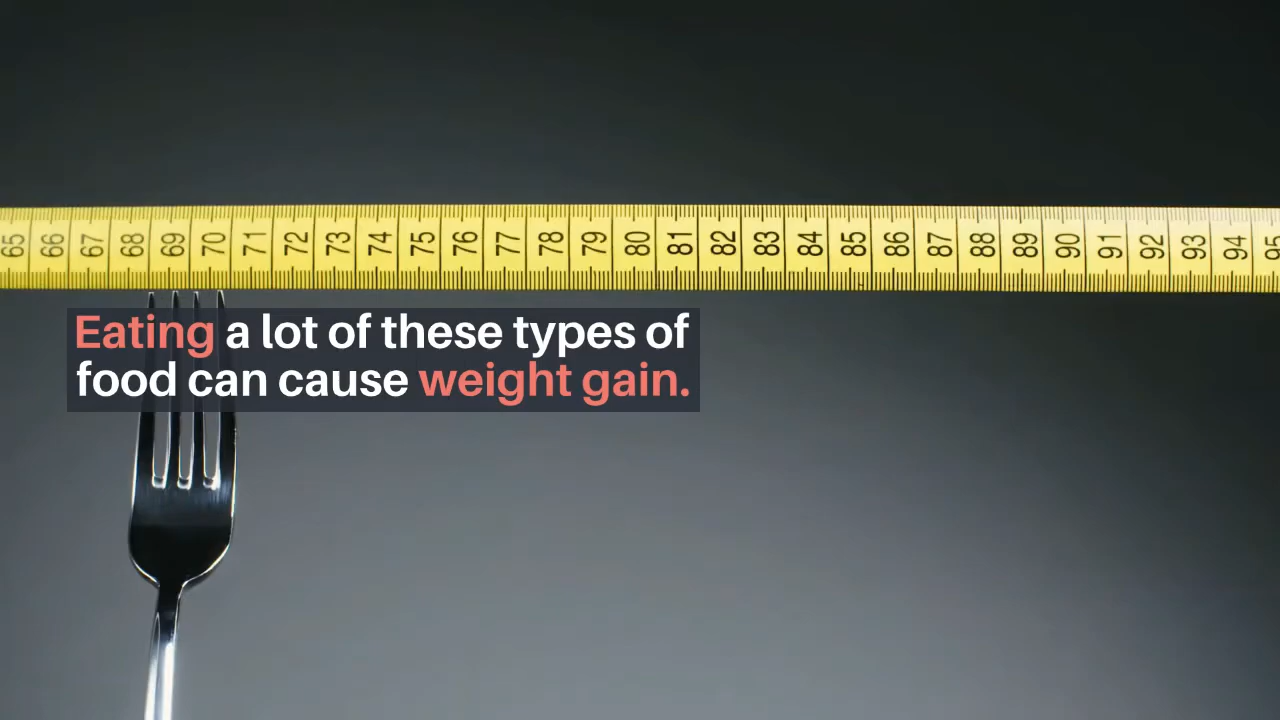 65 66 67 68 69 70 71 72 73 74 75 76 77 78 79 80 81 82 83 84 85 86 87 88 89 90 91 92 93 94 95
Eating a lot of these types of
food can cause weight gain.